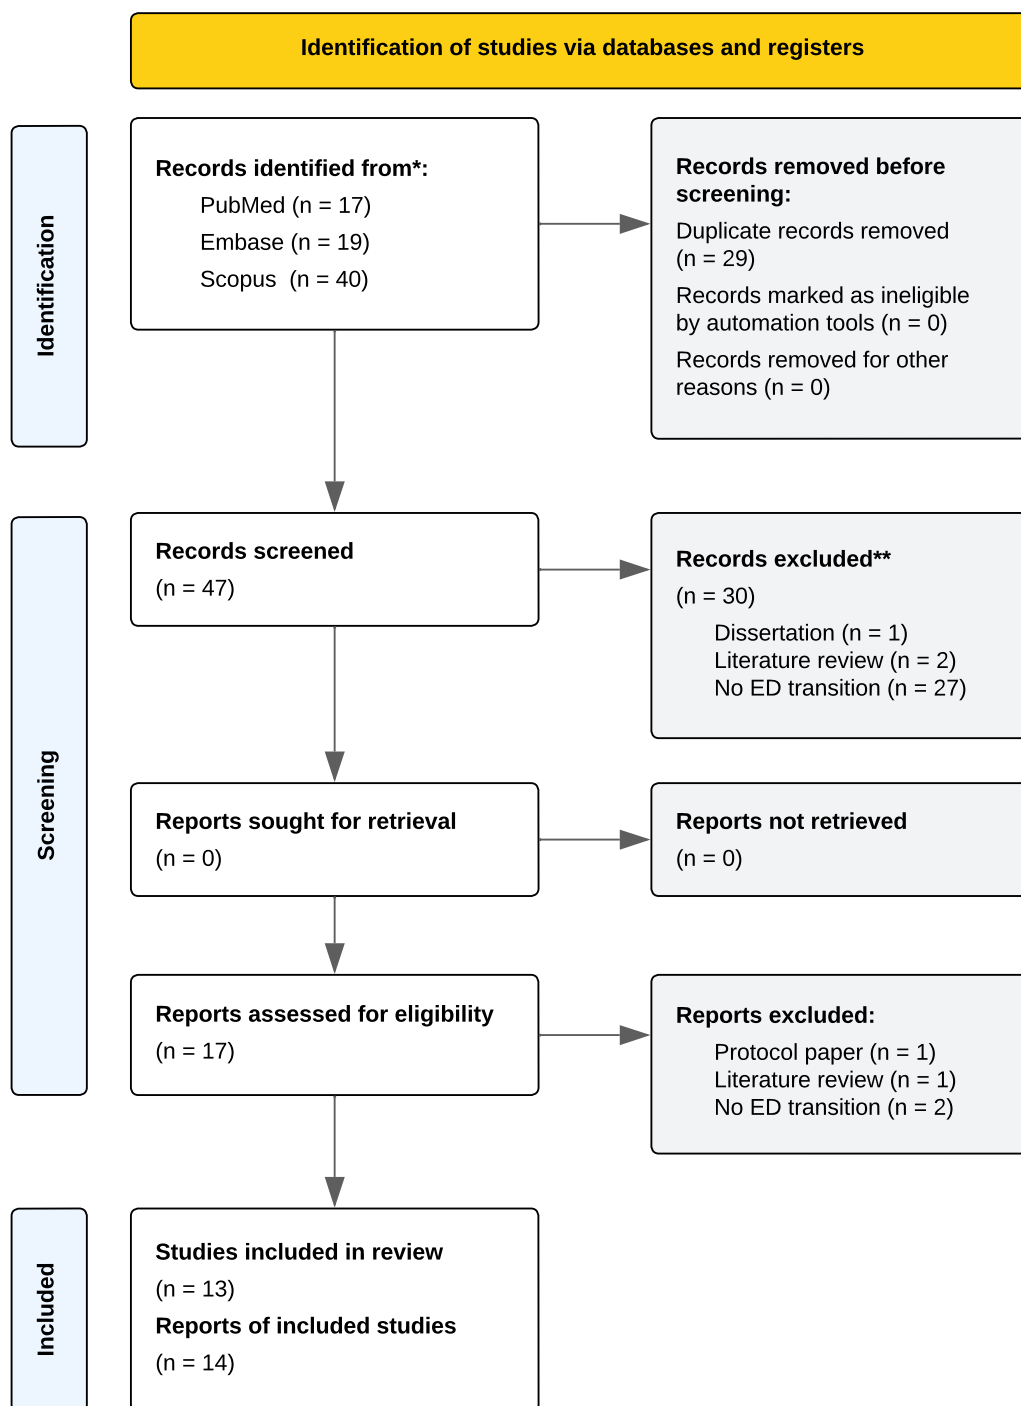 Identification of studies via databases and registers
Identification
Records identified from*:
PubMed (n = 17)
Embase (n = 19)
Scopus  (n = 40)
Records removed before
screening:
Duplicate records removed
(n = 29)
Records marked as ineligible
by automation tools (n = 0)
Records removed for other
reasons (n = 0)
Screening
Records screened
(n = 47)
Records excluded**
(n = 30)
Dissertation (n = 1)
Literature review (n = 2)
No ED transition (n = 27)
Reports sought for retrieval
(n = 0)
Reports not retrieved
(n = 0)
Reports assessed for eligibility
(n = 17)
Reports excluded:
Protocol paper (n = 1)
Literature review (n = 1)
No ED transition (n = 2)
Included
Studies included in review
(n = 13)
Reports of included studies
(n = 14)